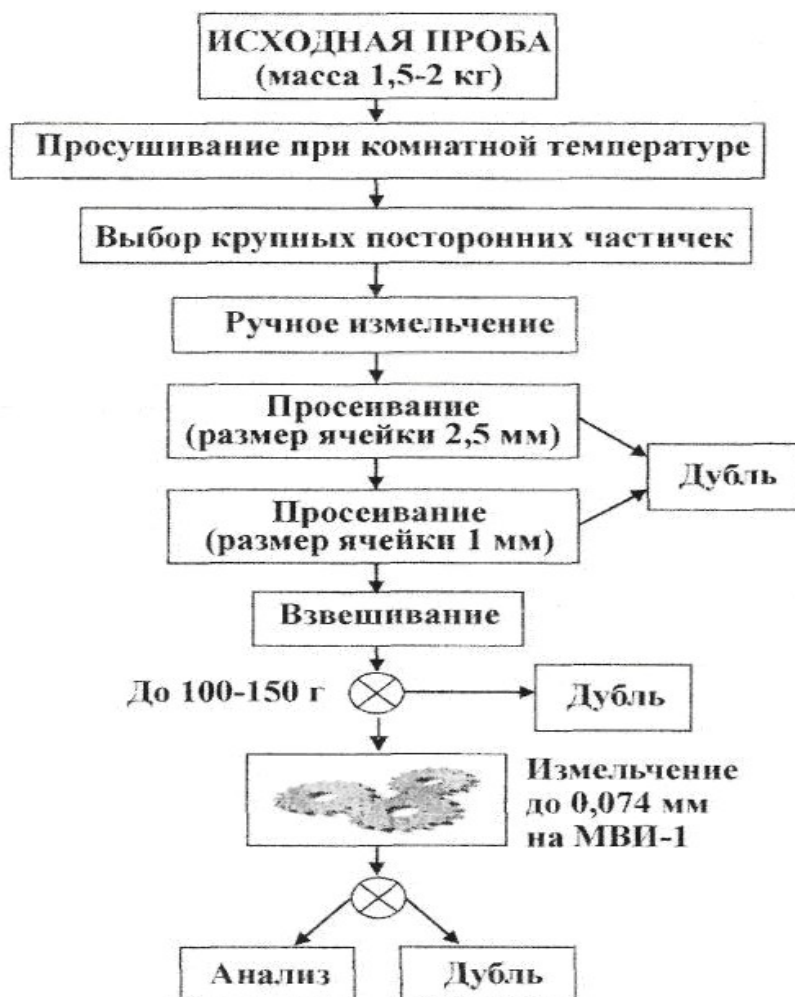 ИСХОДНАЯ ПРОБА
(масса 1,5-2 кг)
Просушивание при комнатной температуре
Выбор крупных посторонних частичек
Ручное измельчение
Просеивание
(размер ячейки 2,5 мм)
Дубль
Просеивание
(размер ячейки 1 мм)
Взвешивание
До 100-150 г
Дубль
Измельчение
до 0,074 мм
на МВИ-1
Анализ
Дубль